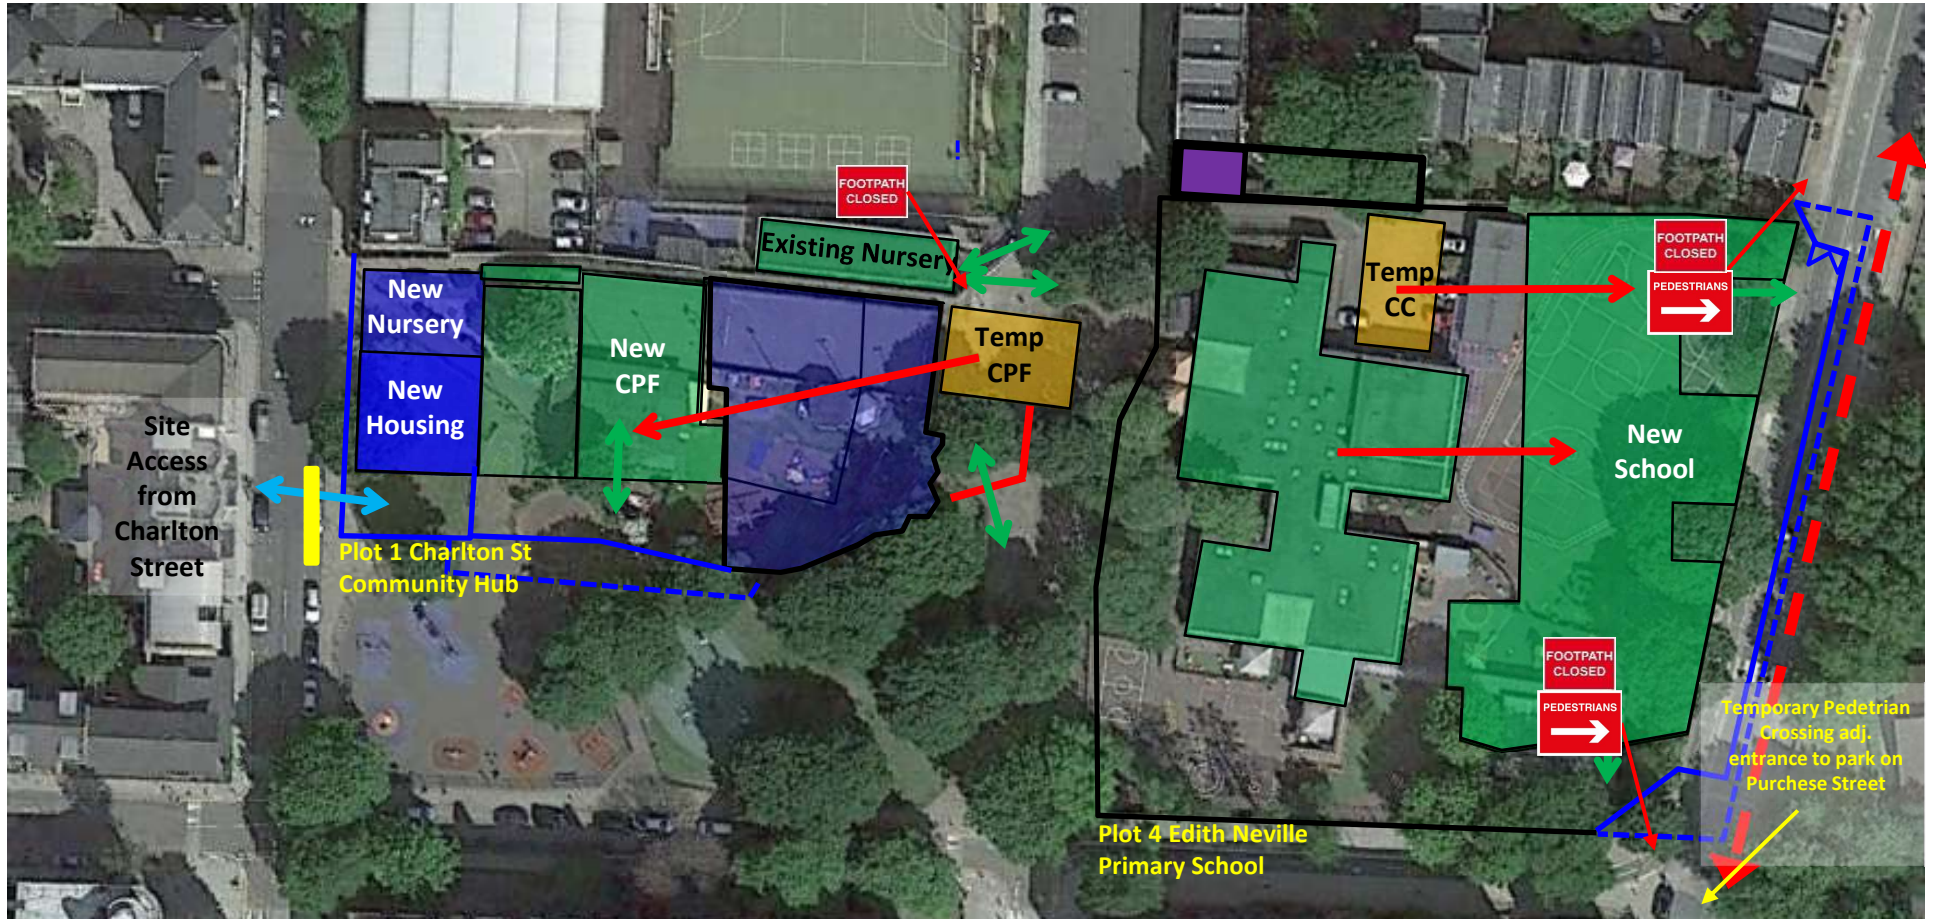 FOOTPATH
CLOSED
Existing Nursery
New
Nursery
New
Housing
New
CPF
Temp
CPF
Temp
CC
FOOTPATH
CLOSED
PEDESTRIANS
New
School
Site
Access
from
Charlton
Street
Plot 1 Charlton St
Community Hub
FOOTPATH
CLOSED
PEDESTRIANS
Temporary Pedetrian
Crossing adj.
entrance to park on
Purchese Street
Plot 4 Edith Neville
Primary School
!